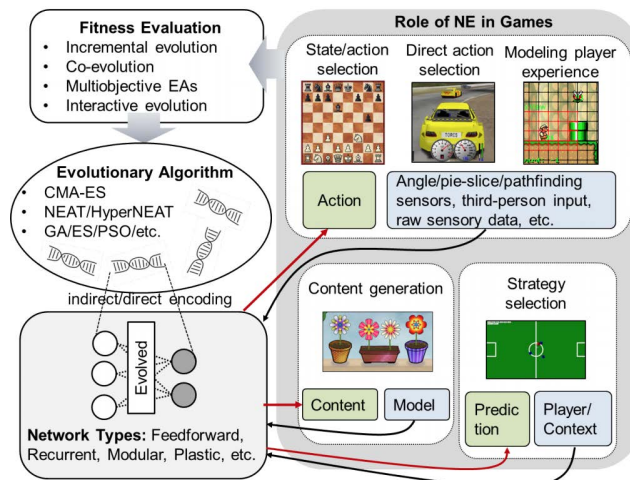 Fitness Evaluation
• Incremental evolution
• Co-evolution
• Multiobjective EAs
• Interactive evolution
Evolutionary Algorithm
• CMA-ES
• NEAT/HyperNEAT
• GA/ES/PSO/etc.
indirect/direct encoding
Evolved
Network Types: Feedforward,
Recurrent, Modular, Plastic, etc.
Role of NE in Games
State/action
selection
Direct action
selection
Modeling player
experience
TORCS
Action
Angle/pie-slice/pathfinding
sensors, third-person input,
raw sensory data, etc.
Content generation
Content
Model
Strategy
selection
Predic
tion
Player/
Context